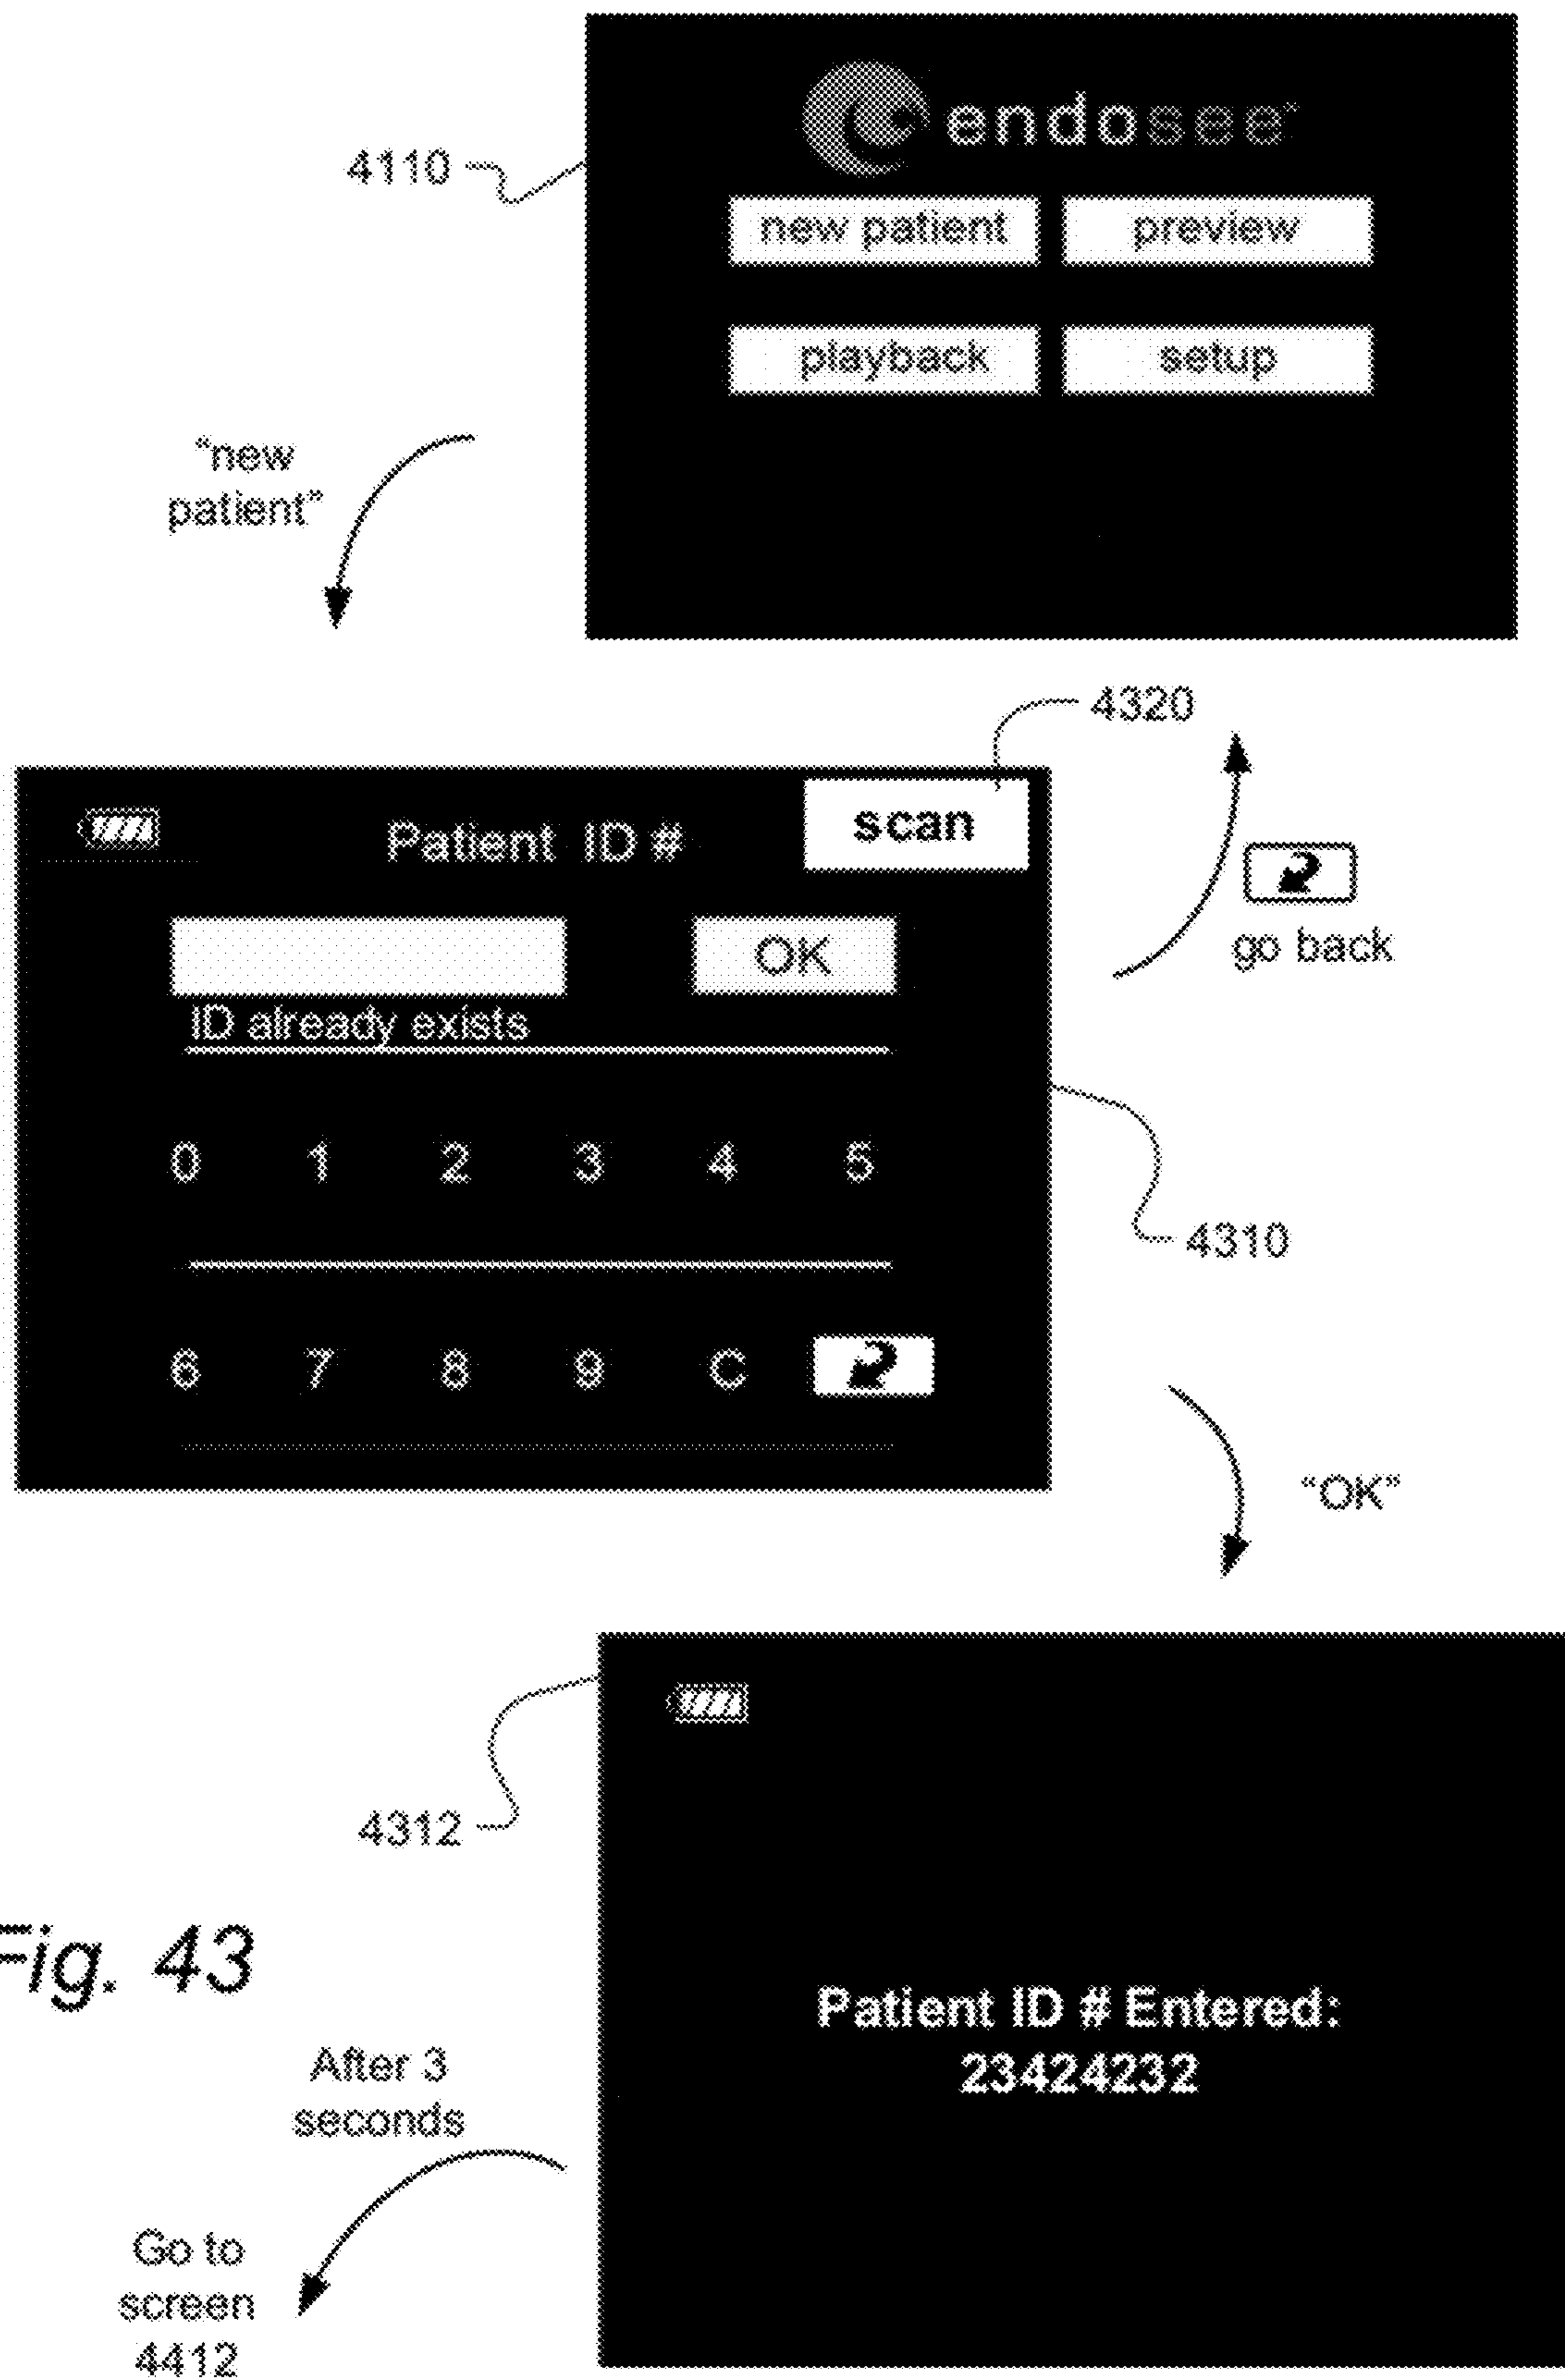 endosee
4110
new patient preview
playback setup
“new
patient”
4320
scan
Patient ID #
OK
go back
ID already exists
0 1 2 3 4 5
4310
6 7 8 9 C
“OK”
4312
Fig. 43
Patient ID # Entered:
23424232
After 3
seconds
Go to
screen
4412